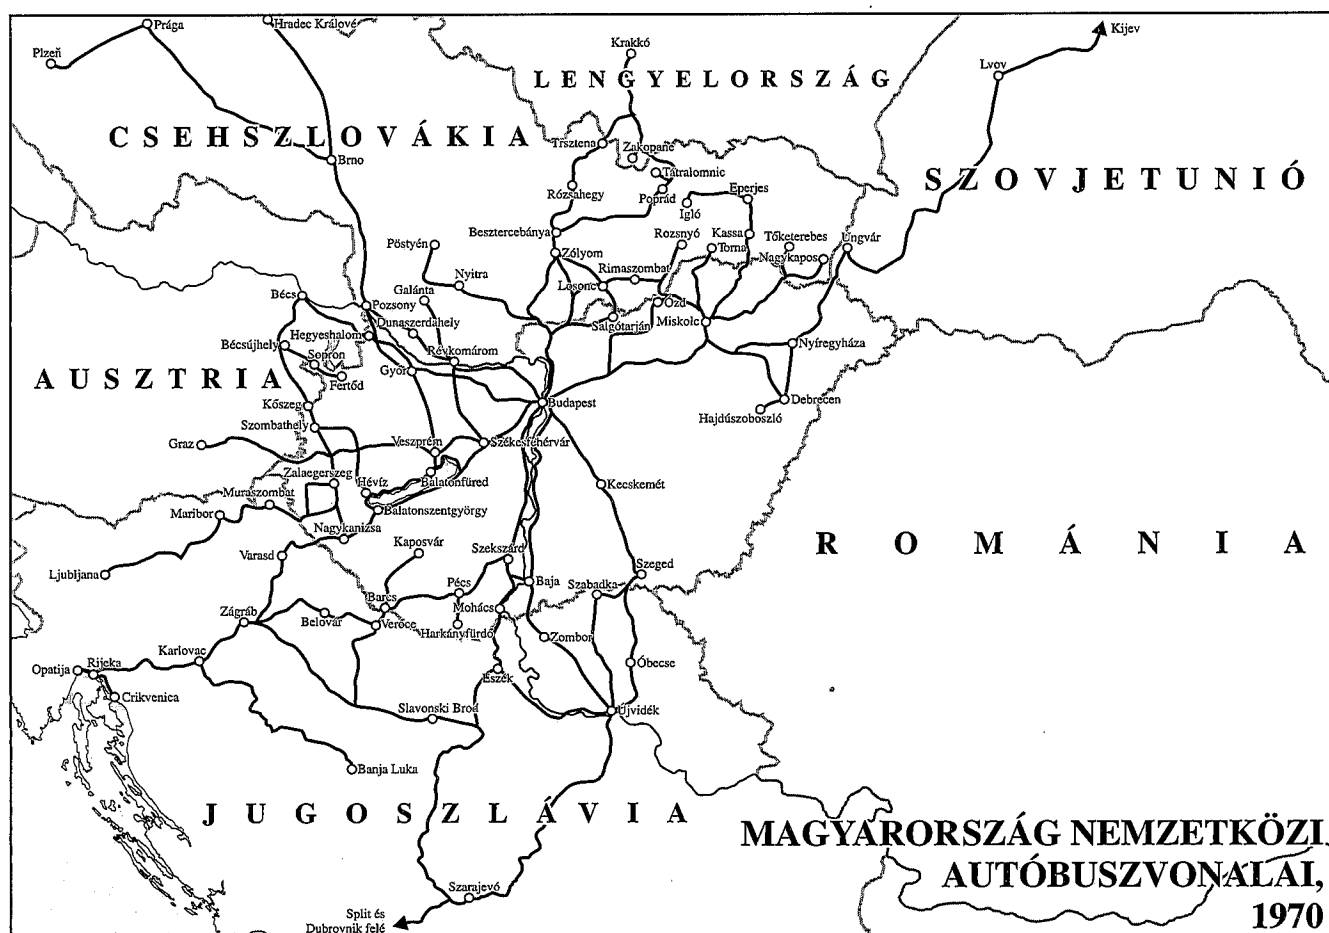 Prága
Hradec Králové
Kijev
Plzeň
Krakkó
Lvov
LENGYELORSZÁG
CSEHSZLOVÁKIA
Trsztena
Zakopane
Brno
Tátralomnic
SZOVJETUNIÓ
Rózsahegy
Poprád
Eperjes
Igló
Besztercebánya
Rozsnyó
Kassa
Tőketerebes
Ungvár
Pöstyén
Torna
Zólyom
Nagykapos
Nyitra
Rimaszombat
Galánta
Losonc
Bécs
Pozsony
Ózd
Dunaszerdahely
Salgótarján
Miskolc
Hegyeshalom
Bécsújhely
Sopron
Révkomárom
Nyíregyháza
AUSZTRIA
Fertőd
Győr
Kőszeg
Budapest
Debrecen
Hajdúszoboszló
Szombathely
Graz
Veszprém
Székesfehérvár
Zalaegerszeg
Hévíz
Balatonfüred
Kecskemét
Muraszombat
Maribor
Balatonszentgyörgy
Nagykanizsa
ROMÁNIA
Varasd
Kaposvár
Szekszárd
Ljubljana
Szeged
Pécs
Baja
Szabadka
Barcs
Mohács
Zágráb
Belovár
Verőce
Harkányfürdő
Zombor
Karlovac
Opatija
Rijeka
Óbecse
Eszék
Crikvenica
Slavonski Brod
Újvidék
Banja Luka
JUGOSZLÁVIA
MAGYARORSZÁG NEMZETKÖZI
AUTÓBUSZVONALAI,
1970
Szarajevó
Split és
Dubrovnik felé